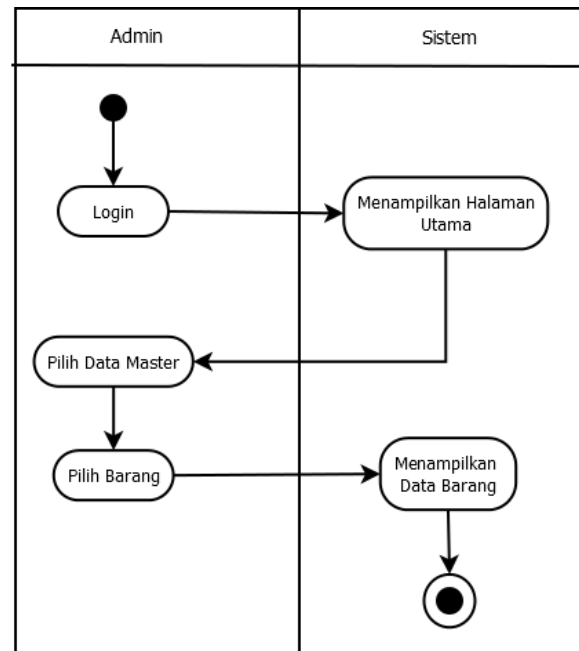 Admin
Sistem
Login
Menampilkan Halaman
Utama
Pilih Data Master
Pilih Barang
Menampilkan
Data Barang